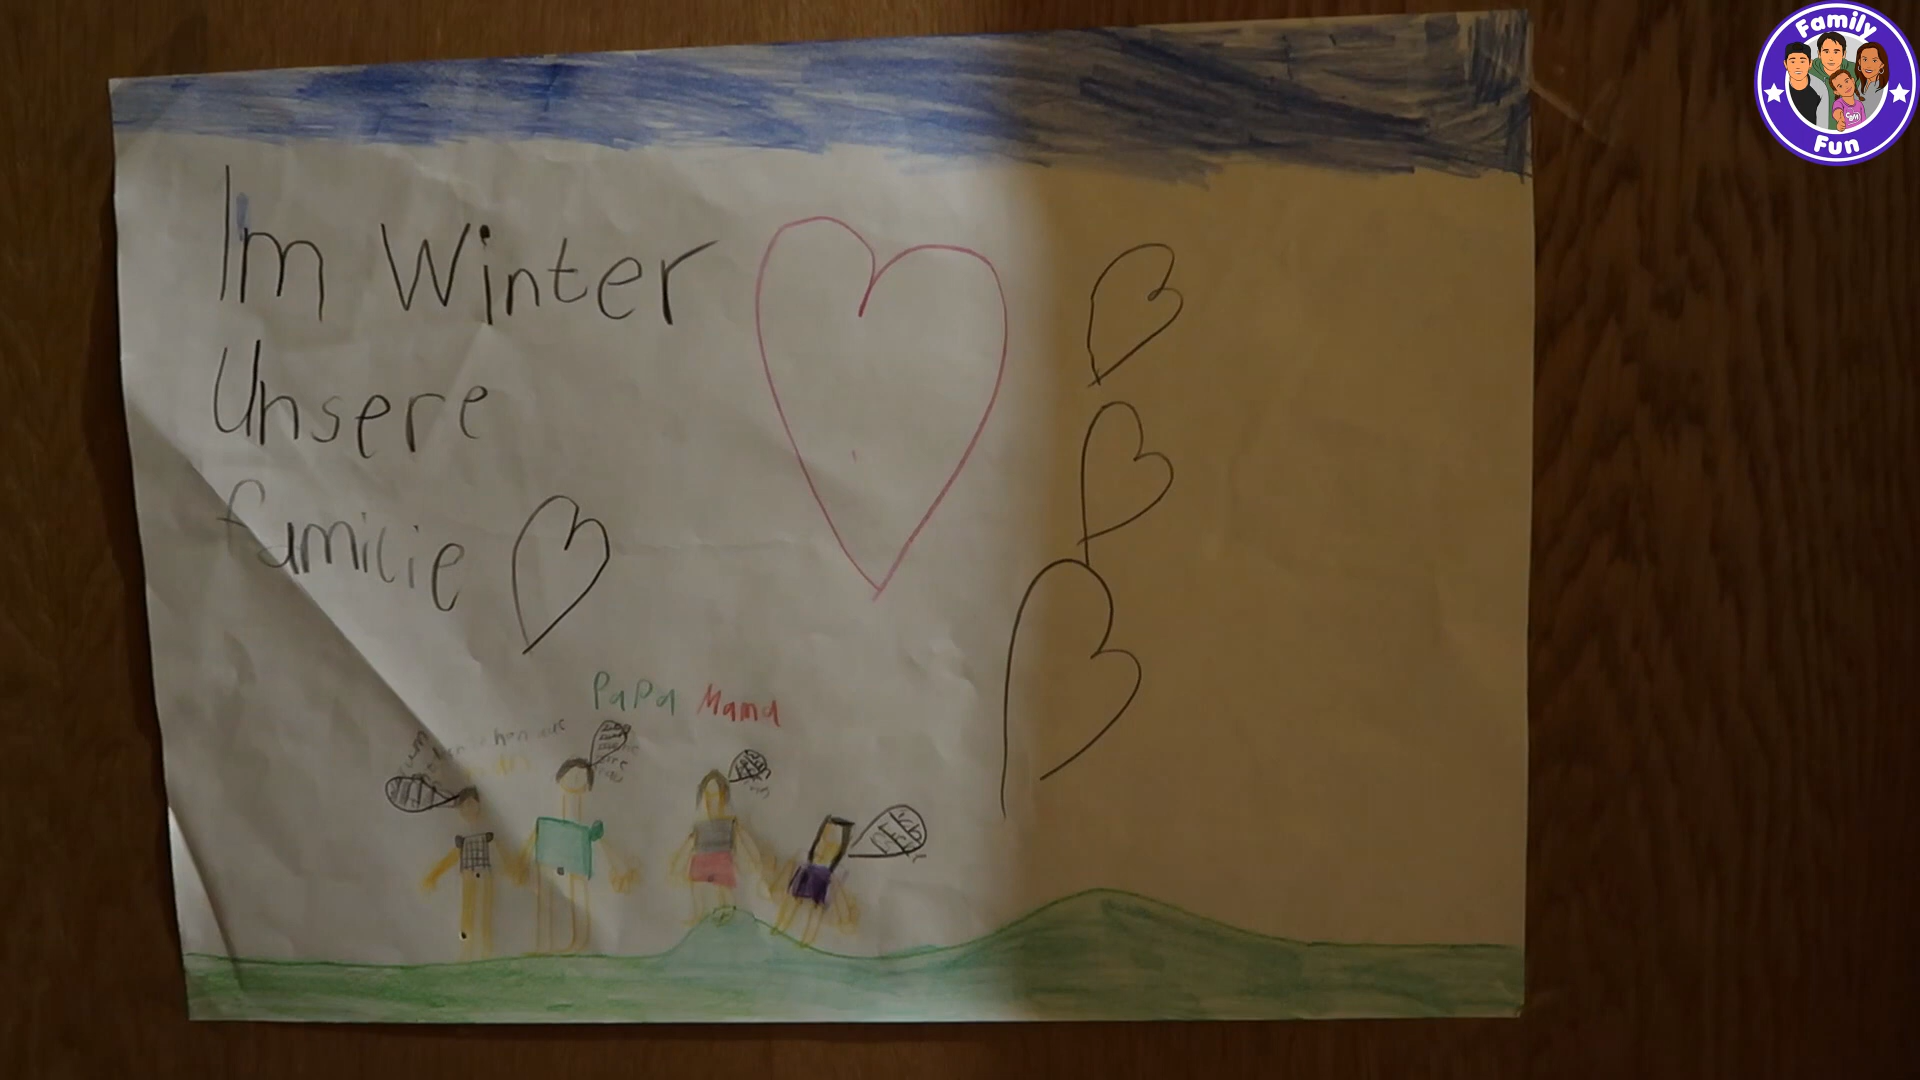 Im Winter
Unsere
familie
Papa Mama
Family
Fun